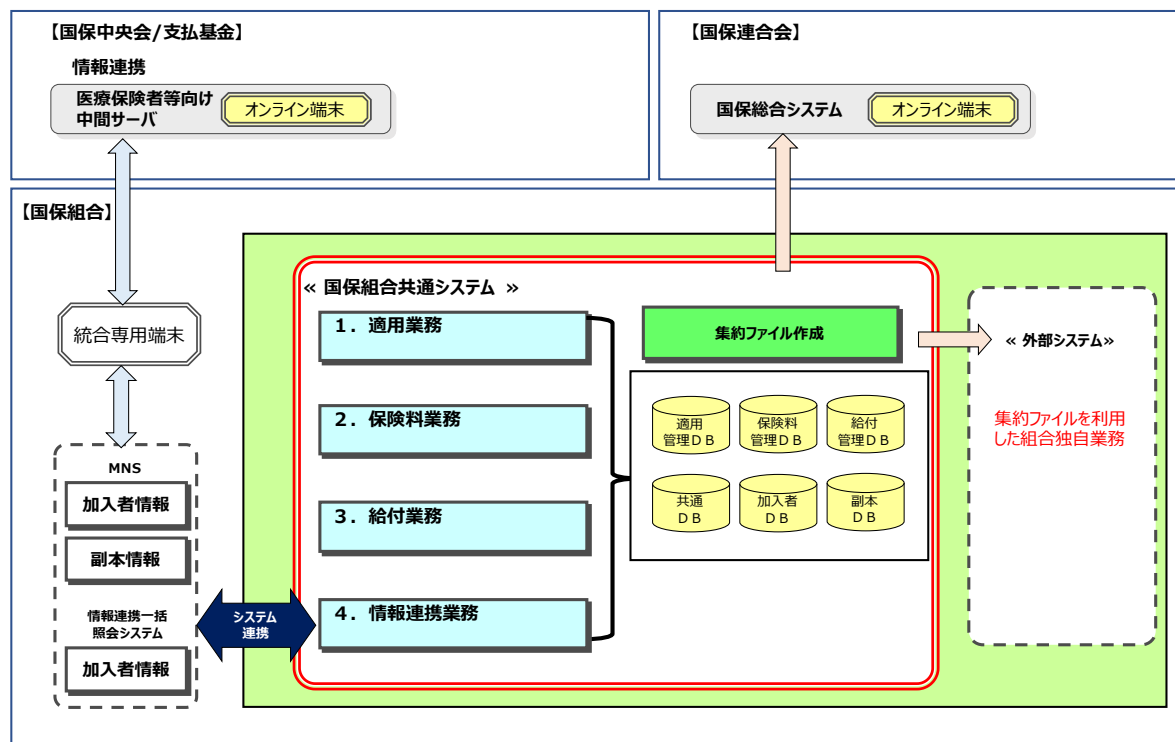 【国保中央会/支払基金】
情報連携
医療保険者等向け
中間サーバ
オンライン端末
【国保連合会】
国保総合システム
オンライン端末
【国保組合】
統合専用端末
MNS
加入者情報
副本情報
情報連携一括
照会システム
加入者情報
システム
連携
≪ 国保組合共通システム ≫
１．適用業務
２．保険料業務
３．給付業務
４．情報連携業務
集約ファイル作成
適用
管理ＤＢ
保険料
管理ＤＢ
給付
管理ＤＢ
共通
ＤＢ
加入者
ＤＢ
副本
ＤＢ
≪ 外部システム≫
集約ファイルを利用
した組合独自業務